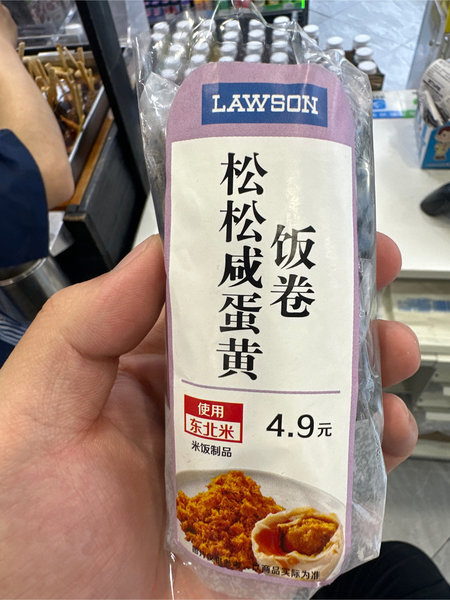 LAWSON
松松咸蛋黄
饭卷
使用
东北米
米饭制品
4.9元
商品实际为准